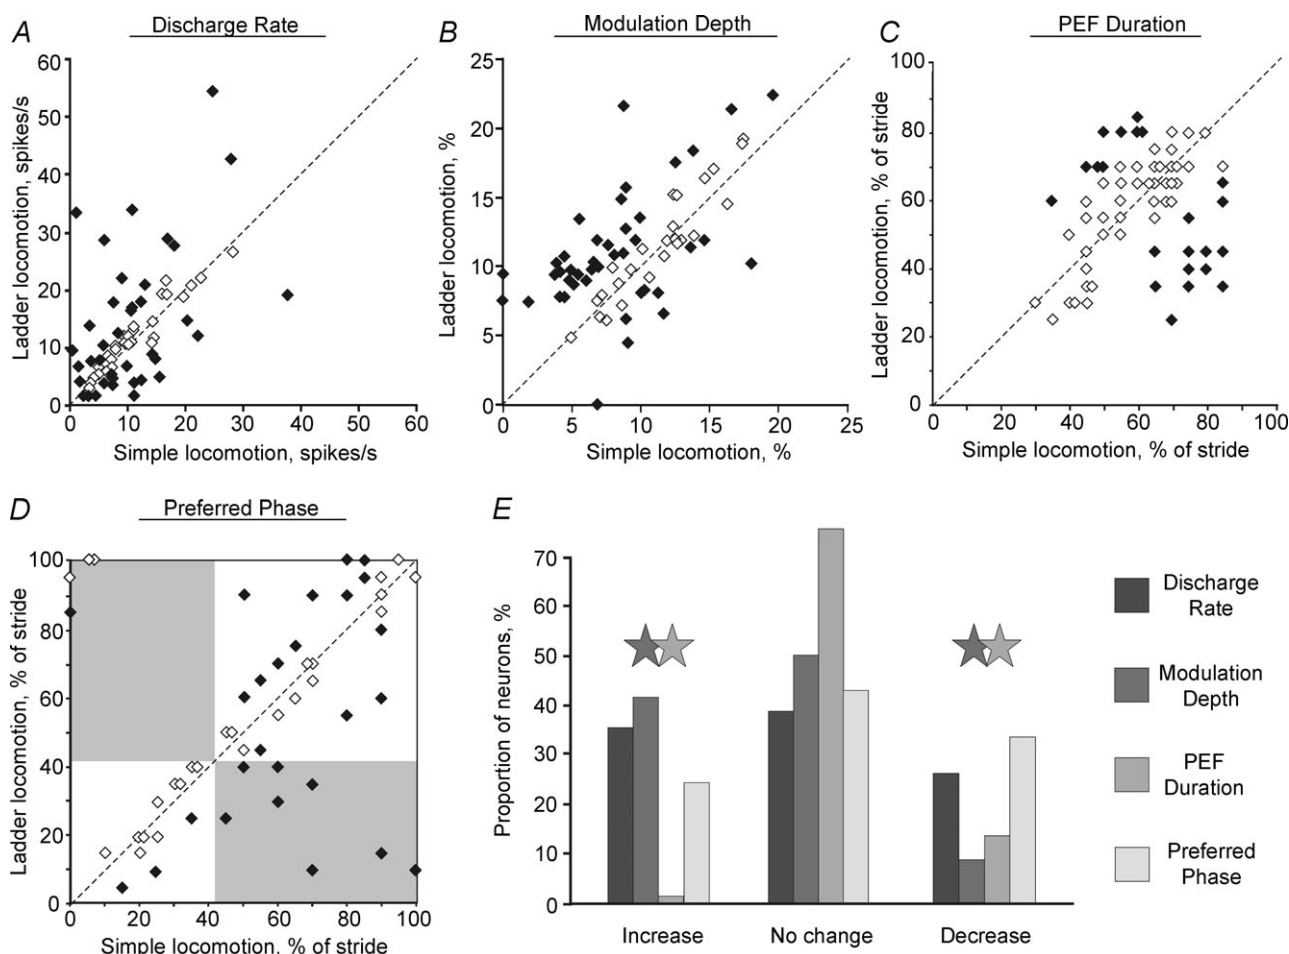 A
Discharge Rate
60
50
40
30
20
10
0
Ladder locomotion, spikes/s
0 10 20 30 40 50 60
Simple locomotion, spikes/s
B
Modulation Depth
25
20
15
10
5
0
Ladder locomotion, %
0 5 10 15 20 25
Simple locomotion, %
C
PEF Duration
100
80
60
40
20
0
Ladder locomotion, % of stride
0 20 40 60 80 100
Simple locomotion, % of stride
D
Preferred Phase
100
80
60
40
20
0
Ladder locomotion, % of stride
0 20 40 60 80 100
Simple locomotion, % of stride
E
70
60
50
40
30
20
10
0
Proportion of neurons, %
Increase No change Decrease
Discharge
Rate
Modulation
Depth
PEF
Duration
Preferred
Phase